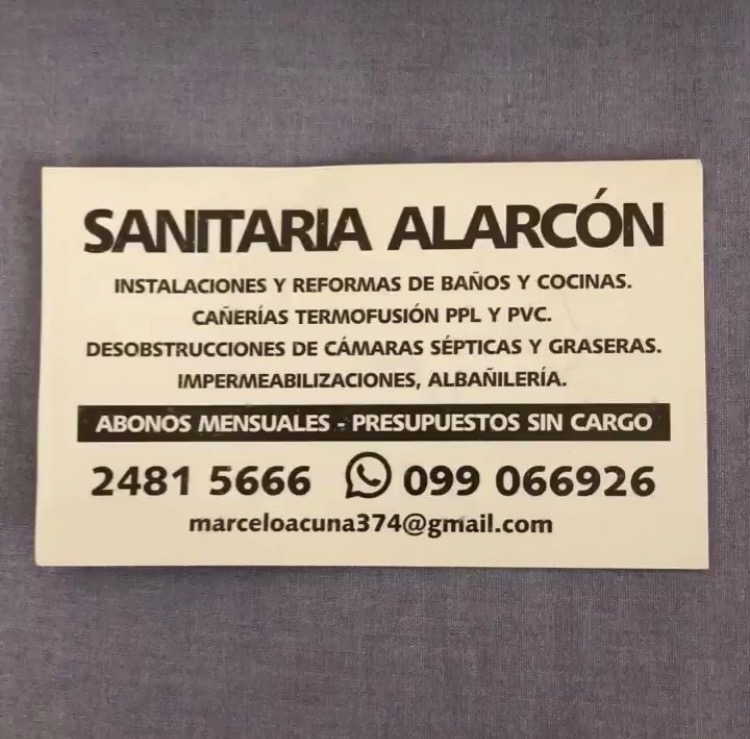 SANITARIA ALARCÓN
INSTALACIONES Y REFORMAS DE BAÑOS Y COCINAS.
CAÑERÍAS TERMOFUSIÓN PPL Y PVC.
DESOBSTRUCCIONES DE CÁMARAS SÉPTICAS Y GRASERAS.
IMPERMEABILIZACIONES, ALBAÑILERÍA.
ABONOS MENSUALES - PRESUPUESTOS SIN CARGO
2481 5666 099 066926
marceloacuna374@gmail.com